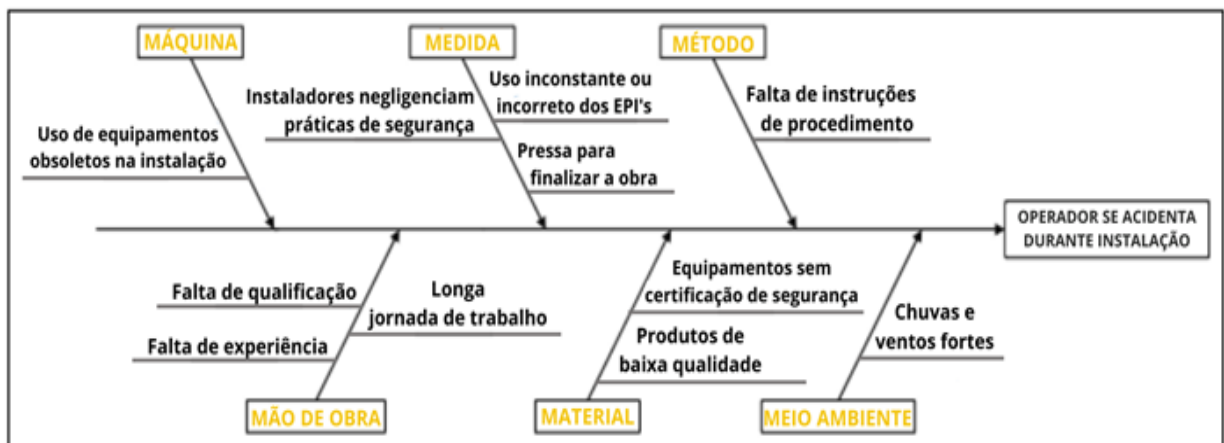 MÁQUINA
MEDIDA
MÉTODO
Uso de equipamentos
obsoletos na instalação
Instaladores negligenciam
práticas de segurança
Uso inconstante ou
incorreto dos EPI's
Pressa para
finalizar a obra
Falta de instruções
de procedimento
OPERADOR SE ACIDENTA
DURANTE INSTALAÇÃO
Falta de qualificação
Falta de experiência
Longa
jornada de trabalho
Equipamentos sem
certificação de segurança
Produtos de
baixa qualidade
Chuvas e
ventos fortes
MÃO DE OBRA
MATERIAL
MEIO AMBIENTE